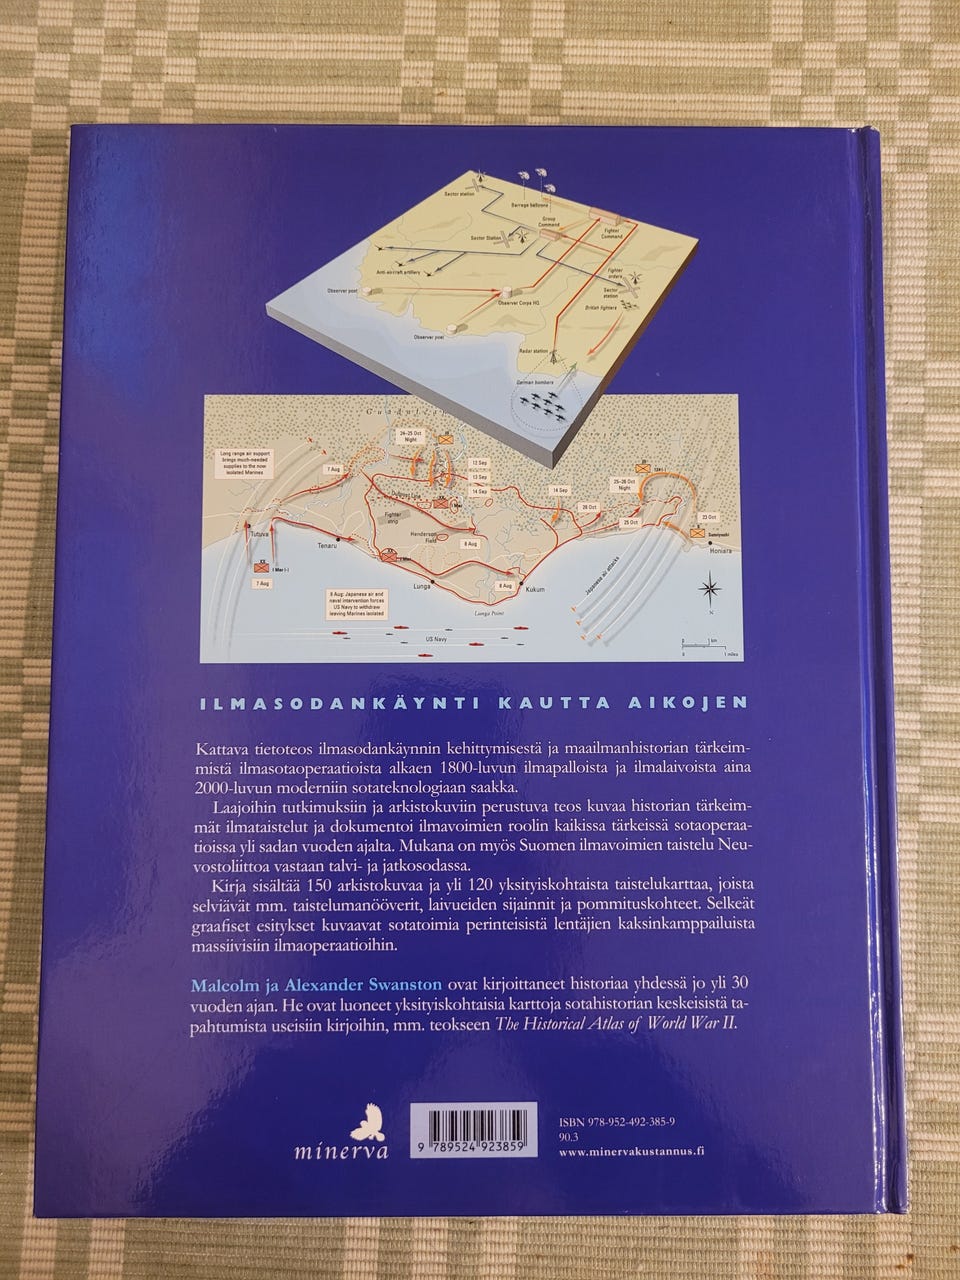 Sector station
Barrage balloons
Group
Command
Fighter
Command
Sector Station
Anti-aircraft artillery
Fighter
orders
Sector
station
Observer post
Observer Corps HQ
British fighters
Observer post
Radar station
German bombers
24-25 Oct
Night
Long range air support
brings much-needed
supplies to the now
isolated Marines
7 Aug
12 Sep
13 Sep
14 Sep
14 Sep
25-26 Oct
Night
26 Oct
25 Oct
23 Oct
Fighter
strip
Henderson
Field
8 Aug
Tutuva
Tenaru
Sumiyoshi
Honiara
7 Aug
Lunga
8 Aug
Kukum
Japanese air attacks
9 Aug: Japanese air and
naval intervention forces
US Navy to withdraw
leaving Marines isolated
Lunga Point
N
US Navy
0 1 km
0 1 miles
ILMASODANKÄYNTI KAUTTA AIKOJEN
Kattava tietoteos ilmasodankäynnin kehittymisestä ja maailmanhistorian tärkeim-
mistä ilmasotaoperaatioista alkaen 1800-luvun ilmapalloista ja ilmalaivoista aina
2000-luvun moderniin sotateknologiaan saakka.
Laajoihin tutkimuksiin ja arkistokuviin perustuva teos kuvaa historian tärkeim-
mät ilmataistelut ja dokumentoi ilmavoimien roolin kaikissa tärkeissä sotaoperaa-
tioissa yli sadan vuoden ajalta. Mukana on myös Suomen ilmavoimien taistelu Neu-
vostoliittoa vastaan talvi- ja jatkosodassa.
Kirja sisältää 150 arkistokuvaa ja yli 120 yksityiskohtaista taistelukarttaa, joista
selviävät mm. taistelumanööverit, laivueiden sijainnit ja pommituskohteet. Selkeät
graafiset esitykset kuvaavat sotatoimia perinteisistä lentäjien kaksinkamppailuista
massiivisiin ilmaoperaatioihin.
Malcolm ja Alexander Swanston ovat kirjoittaneet historiaa yhdessä jo yli 30
vuoden ajan. He ovat luoneet yksityiskohtaisia karttoja sotahistorian keskeisistä ta-
pahtumista useisiin kirjoihin, mm. teokseen The Historical Atlas of World War II.
minerva
9 789524 923859
ISBN 978-952-492-385-9
90.3
www.minervakustannus.fi